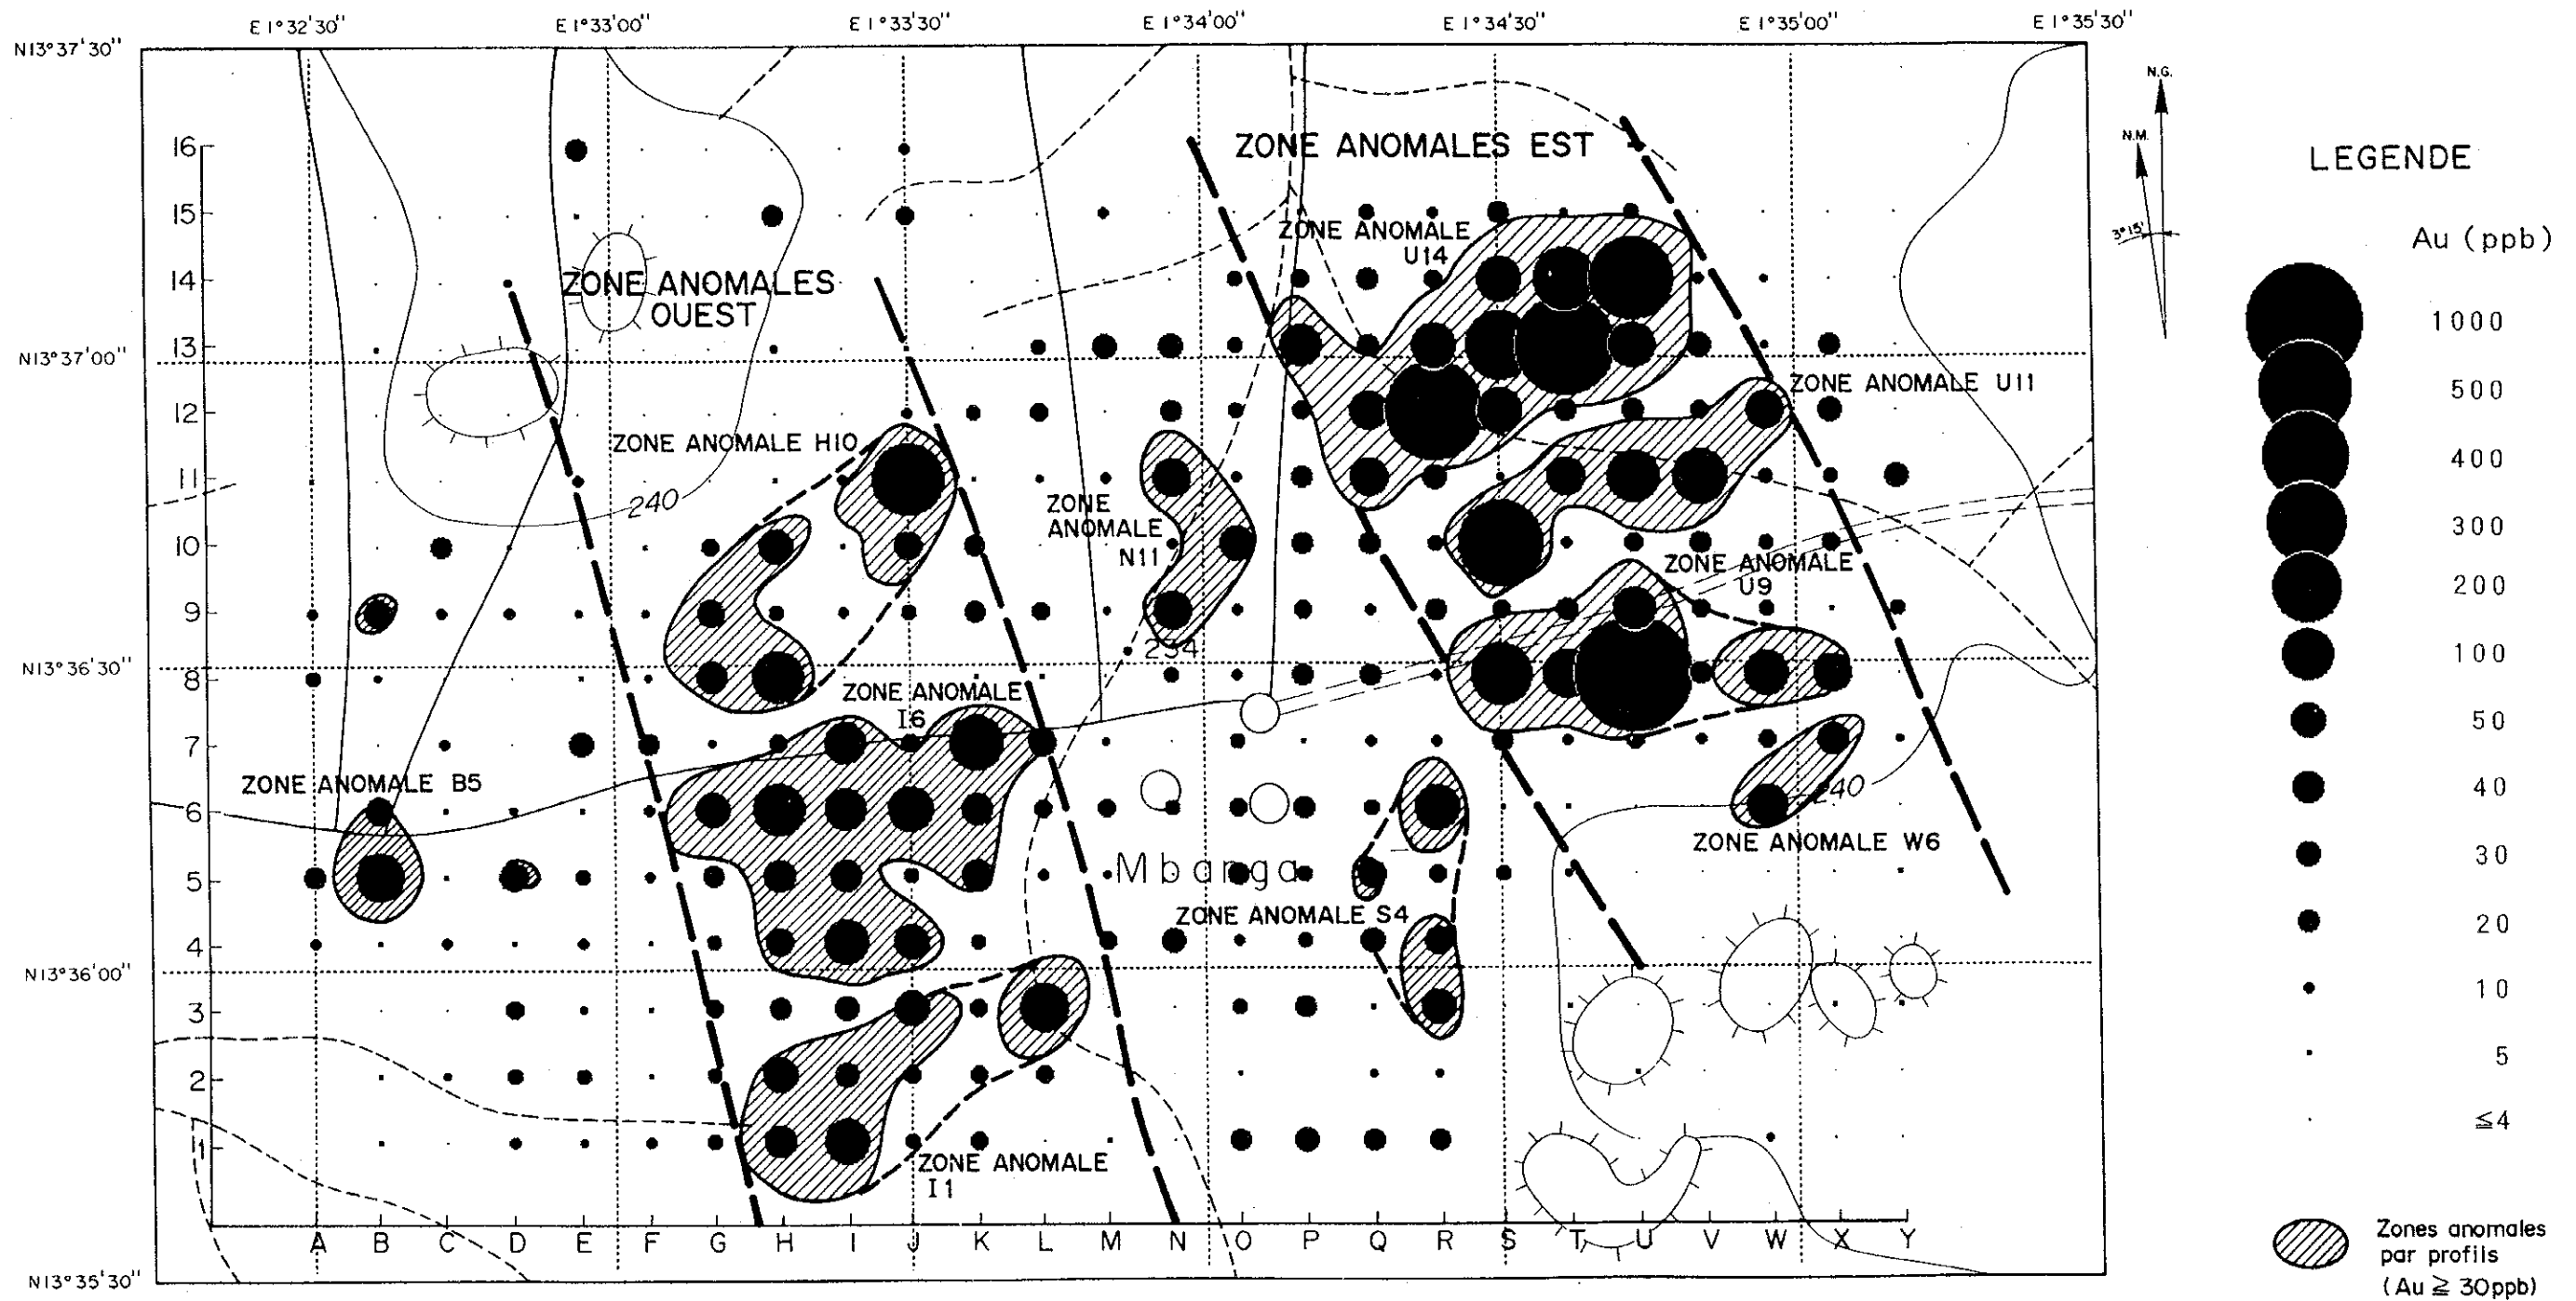 E 1°32'30"
E 1°33'00"
E 1°33'30"
E 1°34'00"
E 1°34'30"
E 1°35'00"
E 1°35'30"
N13°37'30"
N.G.
N.M.
3°15'
16
ZONE ANOMALES EST
15
ZONE ANOMALE
U14
14
ZONE ANOMALES
OUEST
13
N13°37'00"
ZONE ANOMALE U11
12
ZONE ANOMALE H10
11
240
ZONE
ANOMALE
N11
10
ZONE ANOMALE
U9
9
234
N13°36'30"
8
ZONE ANOMALE
I6
7
ZONE ANOMALE B5
240
6
ZONE ANOMALE W6
Mbanga
5
ZONE ANOMALE S4
4
N13°36'00"
3
2
1
ZONE ANOMALE
I1
A B C D E F G H I J K L M N O P Q R S T U V W X Y
N13°35'30"
LEGENDE
Au (ppb)
1000
500
400
300
200
100
50
40
30
20
10
5
≦4
Zones anomales
par profils
(Au ≧ 30ppb)